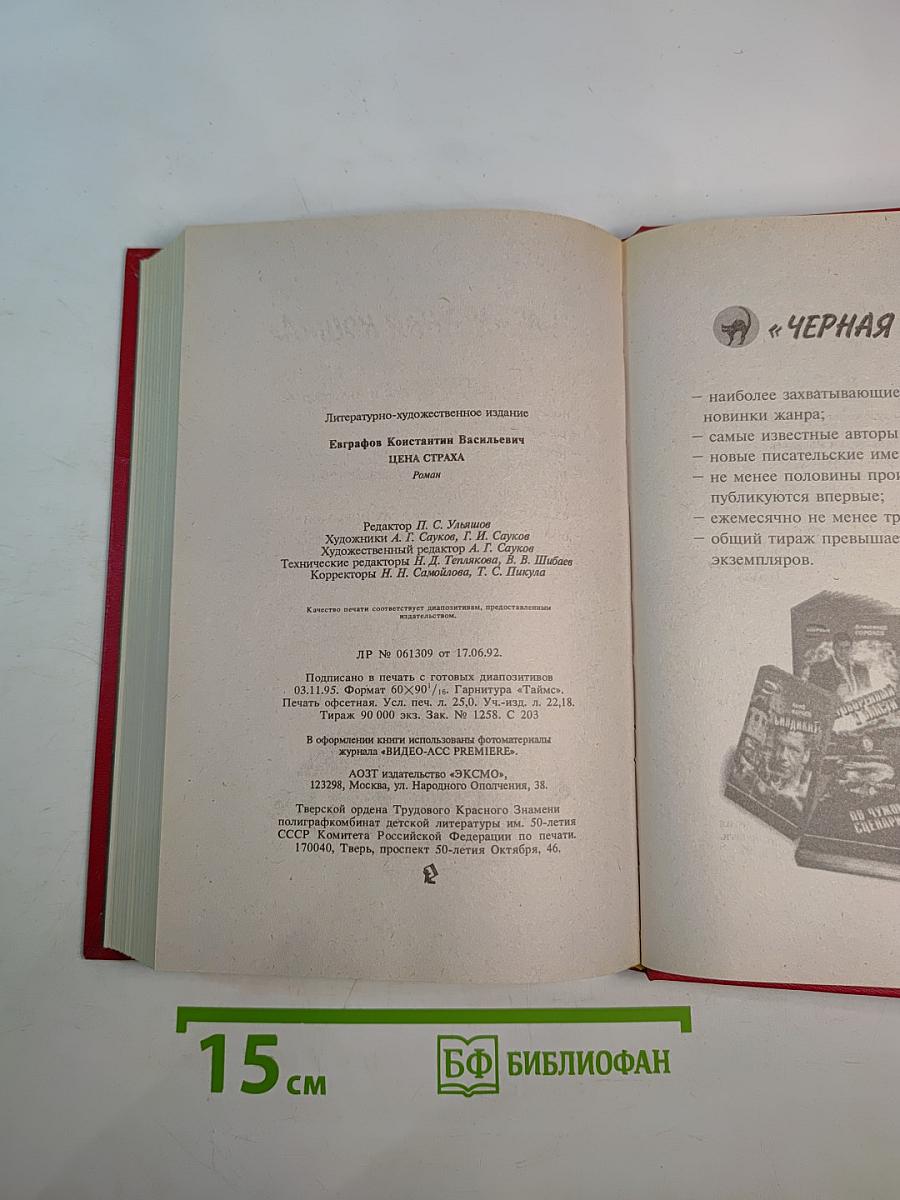 Литературно-художественное издание
Евграфов Константин Васильевич
ЦЕНА СТРАХА
Роман
Редактор П. С. Ульяшов
Художники А. Г. Сауков, Г. И. Сауков
Художественный редактор А. Г. Сауков
Технические редакторы Н. Д. Теплякова, В. В. Шибаев
Корректоры Н. Н. Самойлова, Т. С. Пикула
Качество печати соответствует диапозитивам, предоставленным
издательством.
ЛР № 061309 от 17.06.92.
Подписано в печать с готовых диапозитивов
03.11.95. Формат 60×90¹/₁₆. Гарнитура «Таймс».
Печать офсетная. Усл. печ. л. 25,0. Уч.-изд. л. 22,18.
Тираж 90 000 экз. Зак. № 1258. С 203
В оформлении книги использованы фотоматериалы
журнала «ВИДЕО-АСС PREMIERE».
АОЗТ издательство «ЭКСМО»,
123298, Москва, ул. Народного Ополчения, 38.
Тверской ордена Трудового Красного Знамени
полиграфкомбинат детской литературы им. 50-летия
СССР Комитета Российской Федерации по печати.
170040, Тверь, проспект 50-летия Октября, 46.
«ЧЕРНАЯ
— наиболее захватывающие
новинки жанра;
— самые известные авторы
— новые писательские име
— не менее половины прои
публикуются впервые;
— ежемесячно не менее тр
— общий тираж превышае
экземпляров.
ПО ЧУЖО
СЦЕНАРИ
15 см
БФ БИБЛИОФАН